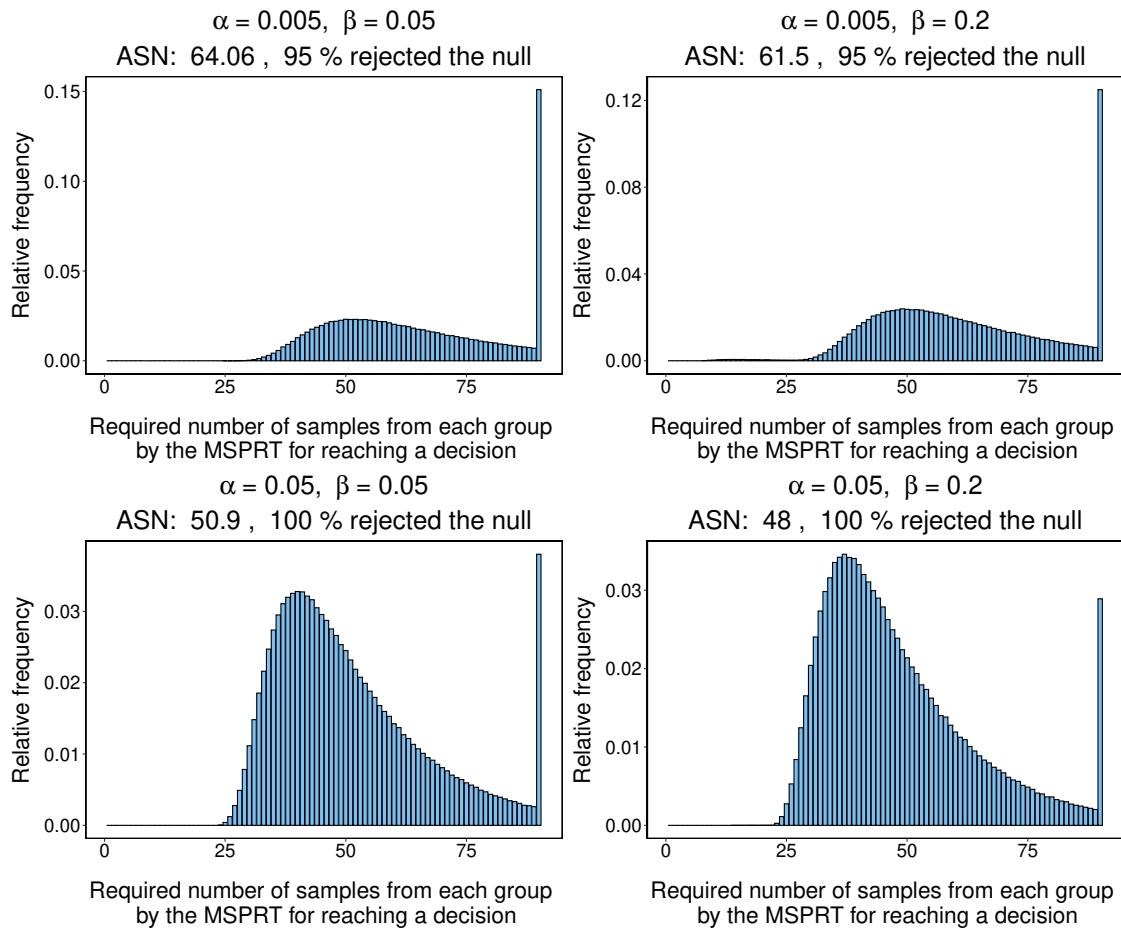 α = 0.005, β = 0.05
ASN: 64.06 , 95 % rejected the null
0.15
0.10
0.05
0.00
Relative frequency
0 25 50 75
Required number of samples from each group
by the MSPRT for reaching a decision
α = 0.005, β = 0.2
ASN: 61.5 , 95 % rejected the null
0.12
0.08
0.04
0.00
Relative frequency
0 25 50 75
Required number of samples from each group
by the MSPRT for reaching a decision
α = 0.05, β = 0.05
ASN: 50.9 , 100 % rejected the null
0.03
0.02
0.01
0.00
Relative frequency
0 25 50 75
Required number of samples from each group
by the MSPRT for reaching a decision
α = 0.05, β = 0.2
ASN: 48 , 100 % rejected the null
0.03
0.02
0.01
0.00
Relative frequency
0 25 50 75
Required number of samples from each group
by the MSPRT for reaching a decision